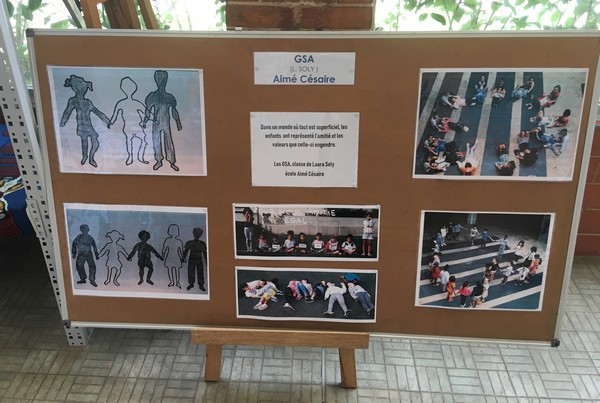 GSA
(L. SOLY )
Aimé Césaire
Dans un monde où tout est superficiel, les
enfants ont représenté l'amitié et les
valeurs que celle-ci engendre.
Les GSA, classe de Laura Soly
école Aimé Césaire
EGAL